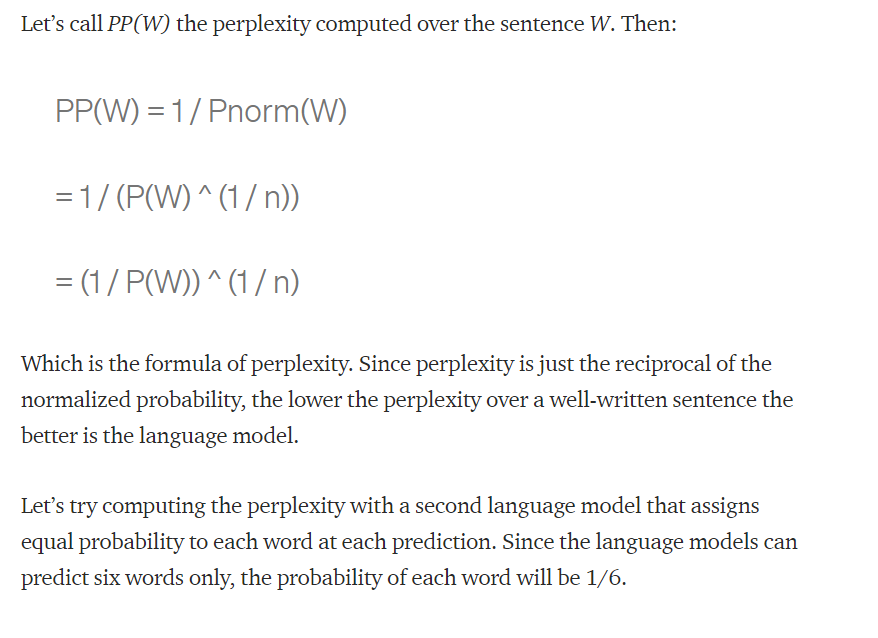 Let's call PP(W) the perplexity computed over the sentence W. Then:
PP(W) = 1 / Pnorm(W)
= 1 / (P(W) ^ (1 / n))
= (1 / P(W)) ^ (1 / n)
Which is the formula of perplexity. Since perplexity is just the reciprocal of the
normalized probability, the lower the perplexity over a well-written sentence the
better is the language model.
Let's try computing the perplexity with a second language model that assigns
equal probability to each word at each prediction. Since the language models can
predict six words only, the probability of each word will be 1/6.